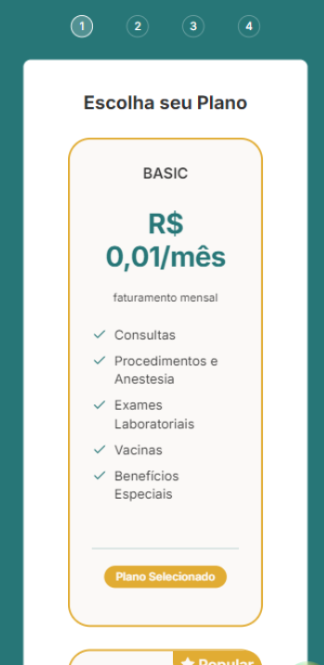 1 2 3 4
Escolha seu Plano
BASIC
R$
0,01/mês
faturamento mensal
Consultas
Procedimentos e
Anestesia
Exames
Laboratoriais
Vacinas
Benefícios
Especiais
Plano Selecionado
Popular